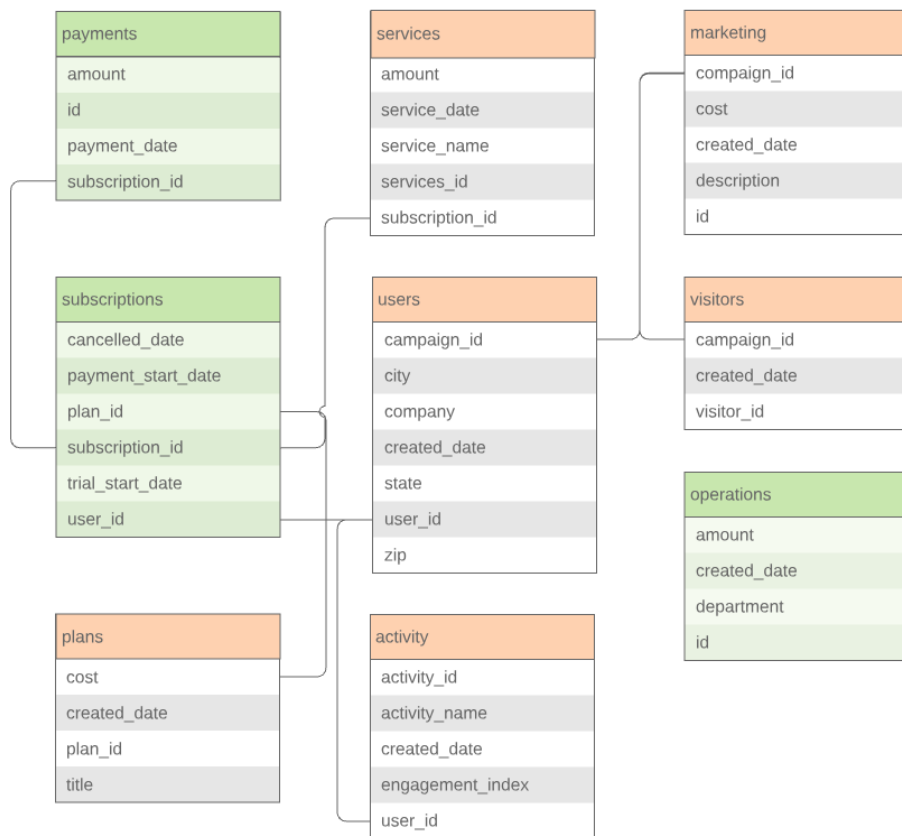 payments
amount
id
payment_date
subscription_id
services
amount
service_date
service_name
services_id
subscription_id
marketing
compaign_id
cost
created_date
description
id
subscriptions
cancelled_date
payment_start_date
plan_id
subscription_id
trial_start_date
user_id
users
campaign_id
city
company
created_date
state
user_id
zip
visitors
campaign_id
created_date
visitor_id
operations
amount
created_date
department
id
plans
cost
created_date
plan_id
title
activity
activity_id
activity_name
created_date
engagement_index
user_id